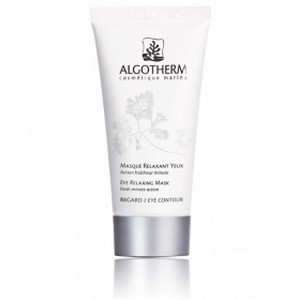 ALGOTHERM
cosmétique marine
MASQUE RELAXANT YEUX
Action fraîcheur minute
EYE RELAXING MASK
Fresh minute action
REGARD / EYE CONTOUR